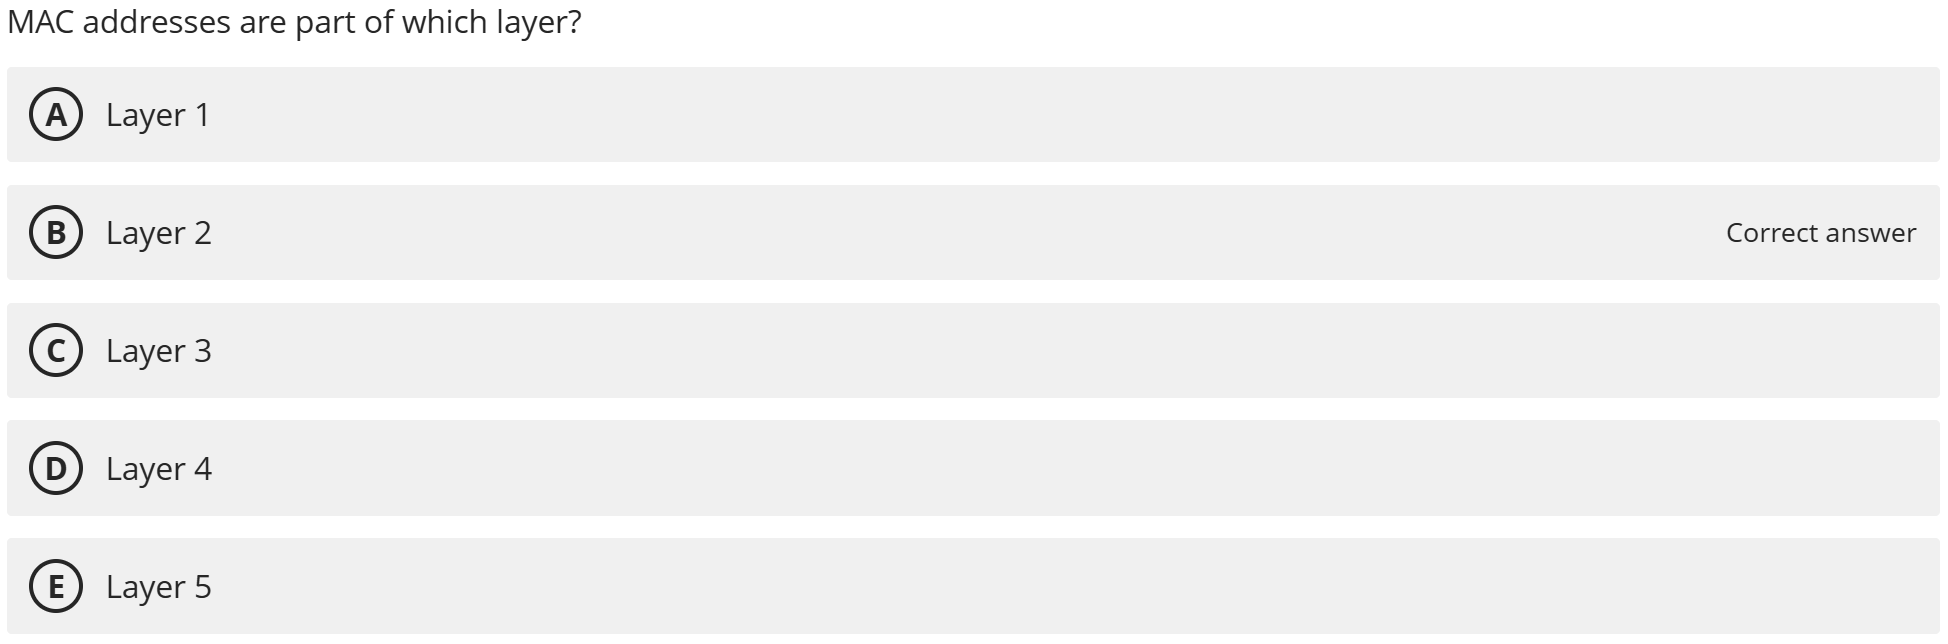 MAC addresses are part of which layer?
A Layer 1
B Layer 2 Correct answer
C Layer 3
D Layer 4
E Layer 5